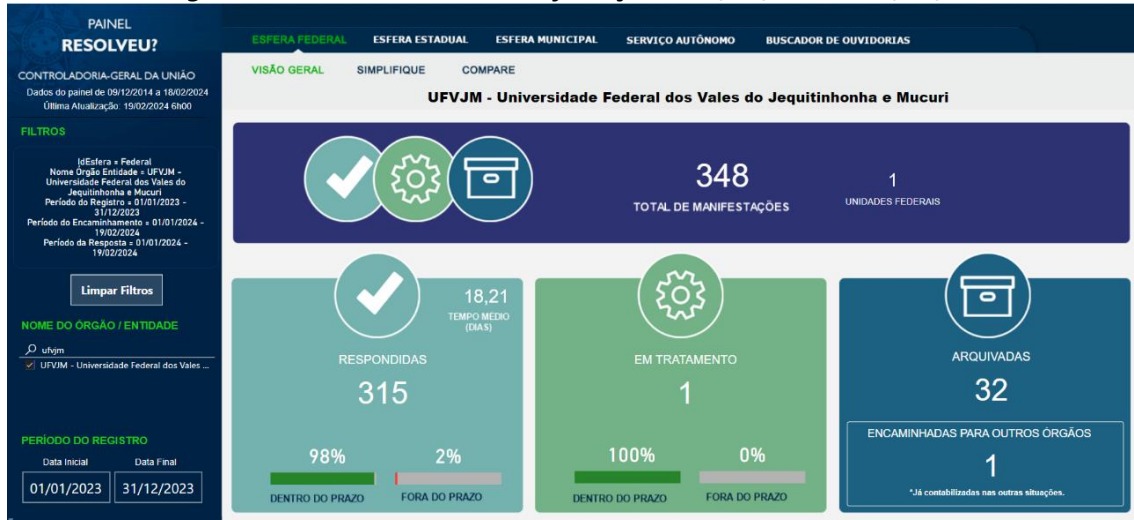 PAINEL
RESOLVEU?
CONTROLADORIA-GERAL DA UNIÃO
Dados do painel de 09/12/2014 a 18/02/2024
Última Atualização: 19/02/2024 6h00
FILTROS
IdEsfera = Federal
Nome Órgão Entidade = UFVJM -
Universidade Federal dos Vales do
Jequitinhonha e Mucuri
Período do Registro = 01/01/2023 -
31/12/2023
Período do Encaminhamento = 01/01/2024 -
19/02/2024
Período da Resposta = 01/01/2024 -
19/02/2024
Limpar Filtros
NOME DO ÓRGÃO / ENTIDADE
ufvjm
UFVJM - Universidade Federal dos Vales ...
PERÍODO DO REGISTRO
Data Inicial Data Final
01/01/2023 31/12/2023
ESFERA FEDERAL ESFERA ESTADUAL ESFERA MUNICIPAL SERVIÇO AUTÔNOMO BUSCADOR DE OUVIDORIAS
VISÃO GERAL SIMPLIFIQUE COMPARE
UFVJM - Universidade Federal dos Vales do Jequitinhonha e Mucuri
348
TOTAL DE MANIFESTAÇÕES
1
UNIDADES FEDERAIS
18,21
TEMPO MÉDIO
(DIAS)
RESPONDIDAS
315
98% 2%
DENTRO DO PRAZO FORA DO PRAZO
EM TRATAMENTO
1
100% 0%
DENTRO DO PRAZO FORA DO PRAZO
ARQUIVADAS
32
ENCAMINHADAS PARA OUTROS ÓRGÃOS
1
*Já contabilizadas nas outras situações.